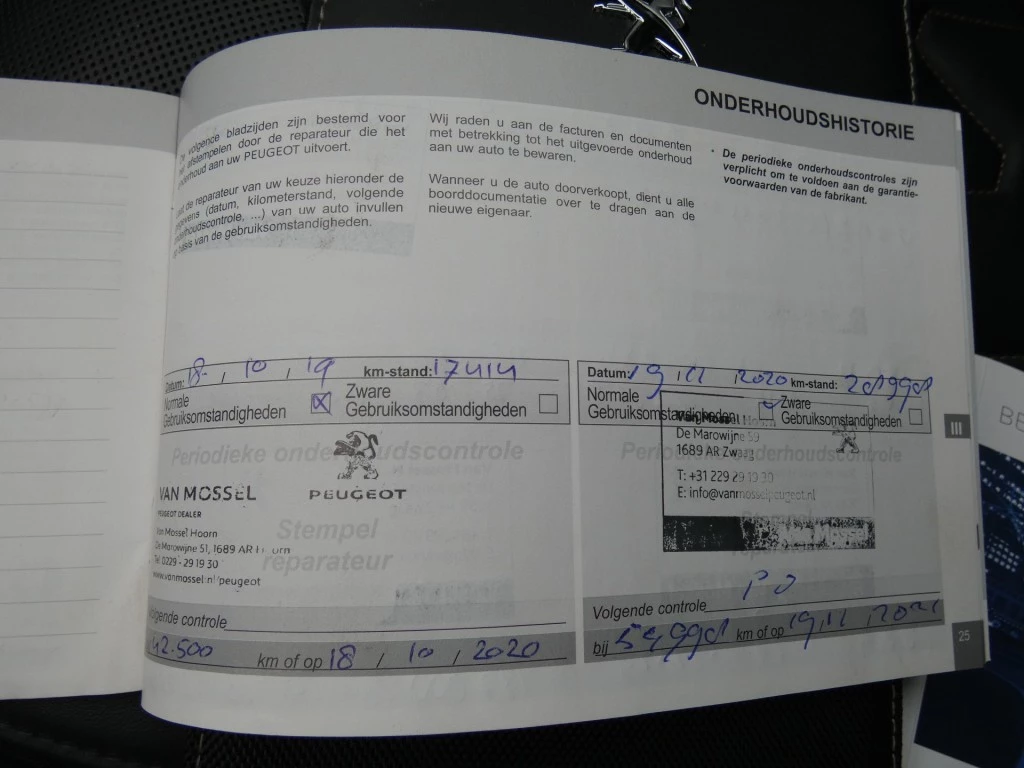 ONDERHOUDSHISTORIE
volgende bladzijden zijn bestemd voor
afstempelen door de reparateur die het
aan uw PEUGEOT uitvoert.
de reparateur van uw keuze hieronder de
(datum, kilometerstand, volgende
...) van uw auto invullen
basis van de gebruiksomstandigheden.
Wij raden u aan de facturen en documenten
met betrekking tot het uitgevoerde onderhoud
aan uw auto te bewaren.
Wanneer u de auto doorverkoopt, dient u alle
boorddocumentatie over te dragen aan de
nieuwe eigenaar.
• De periodieke onderhoudscontroles zijn
verplicht om te voldoen aan de garantie-
voorwaarden van de fabrikant.
Datum: 18- , 10 , 19 km-stand: 17414
Normale
Gebruiksomstandigheden
Zware
Gebruiksomstandigheden
Periodieke onderhoudscontrole
VAN MOSSEL
PEUGEOT DEALER
PEUGEOT
Van Mossel Hoorn
De Marowijne 51, 1689 AR
Tel. 0229 - 29 19 30
www.vanmossel.nl/peugeot
Stempel
reparateur
Volgende controle
42.500 km of op 18 , 10 , 2020
Datum: 19 , 11 , 2020 km-stand:
Normale
Gebruiksomstandigheden
Zware
Gebruiksomstandigheden
Periodieke onderhoudscontrole
De Marowijne 59
1689 AR Zwaag
T: +31 229 29 19 30
E: info@vanmosselpeugeot.nl
Volgende controle
bij km of op 19 , 11 , 2021
III
25